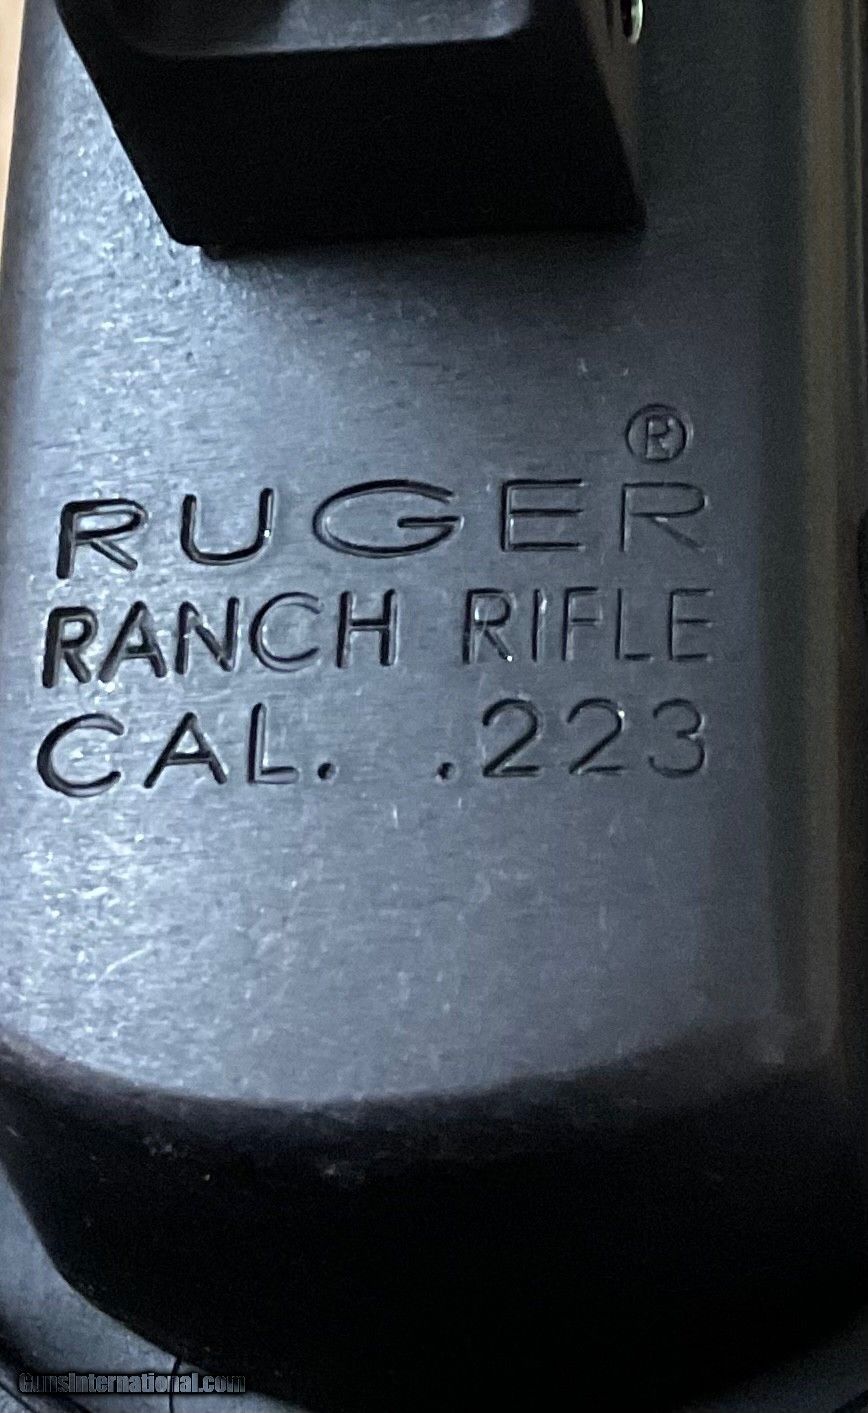 RUGER®
RANCH RIFLE
CAL. .223
GunsInternational.com